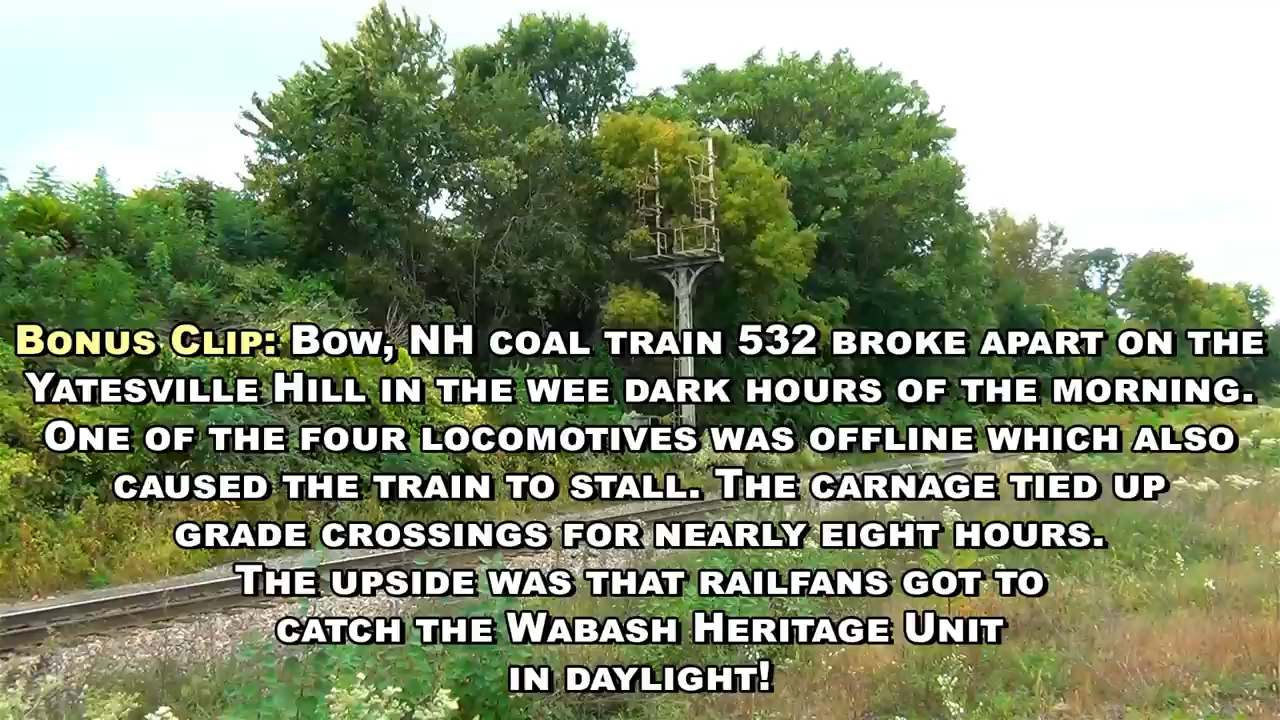 Bonus Clip: Bow, NH coal train 532 broke apart on the
Yatesville Hill in the wee dark hours of the morning.
One of the four locomotives was offline which also
caused the train to stall. The carnage tied up
grade crossings for nearly eight hours.
The upside was that railfans got to
catch the Wabash Heritage Unit
in daylight!